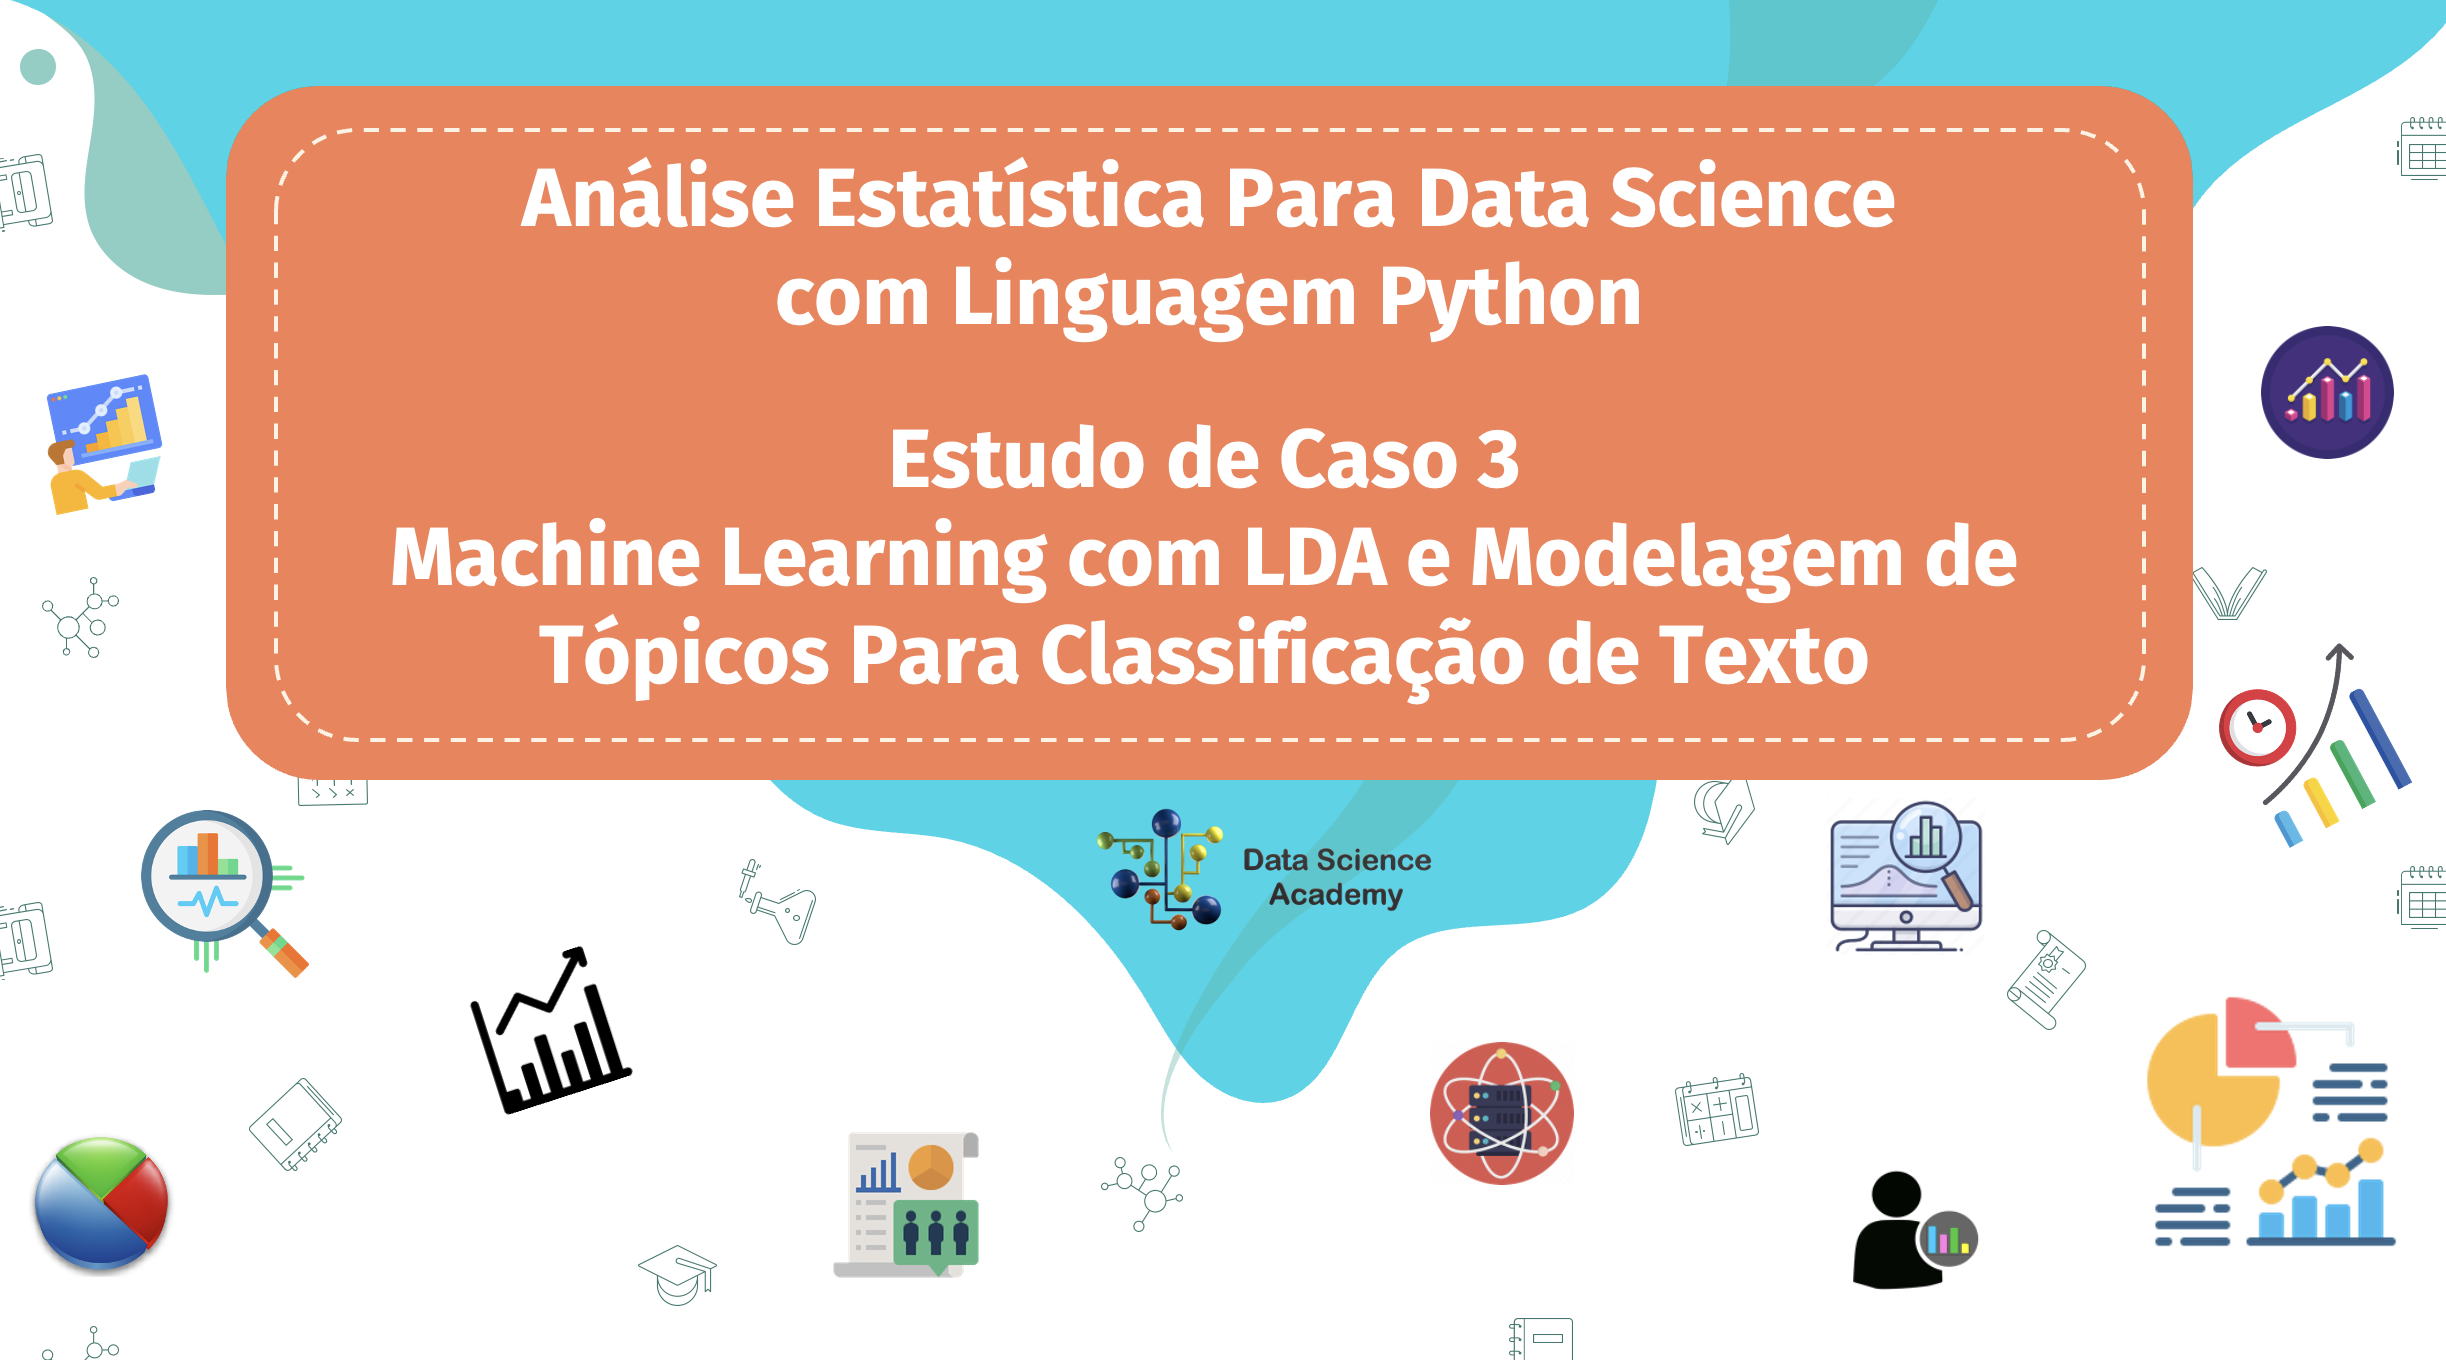 Análise Estatística Para Data Science
com Linguagem Python
Estudo de Caso 3
Machine Learning com LDA e Modelagem de
Tópicos Para Classificação de Texto
Data Science
Academy